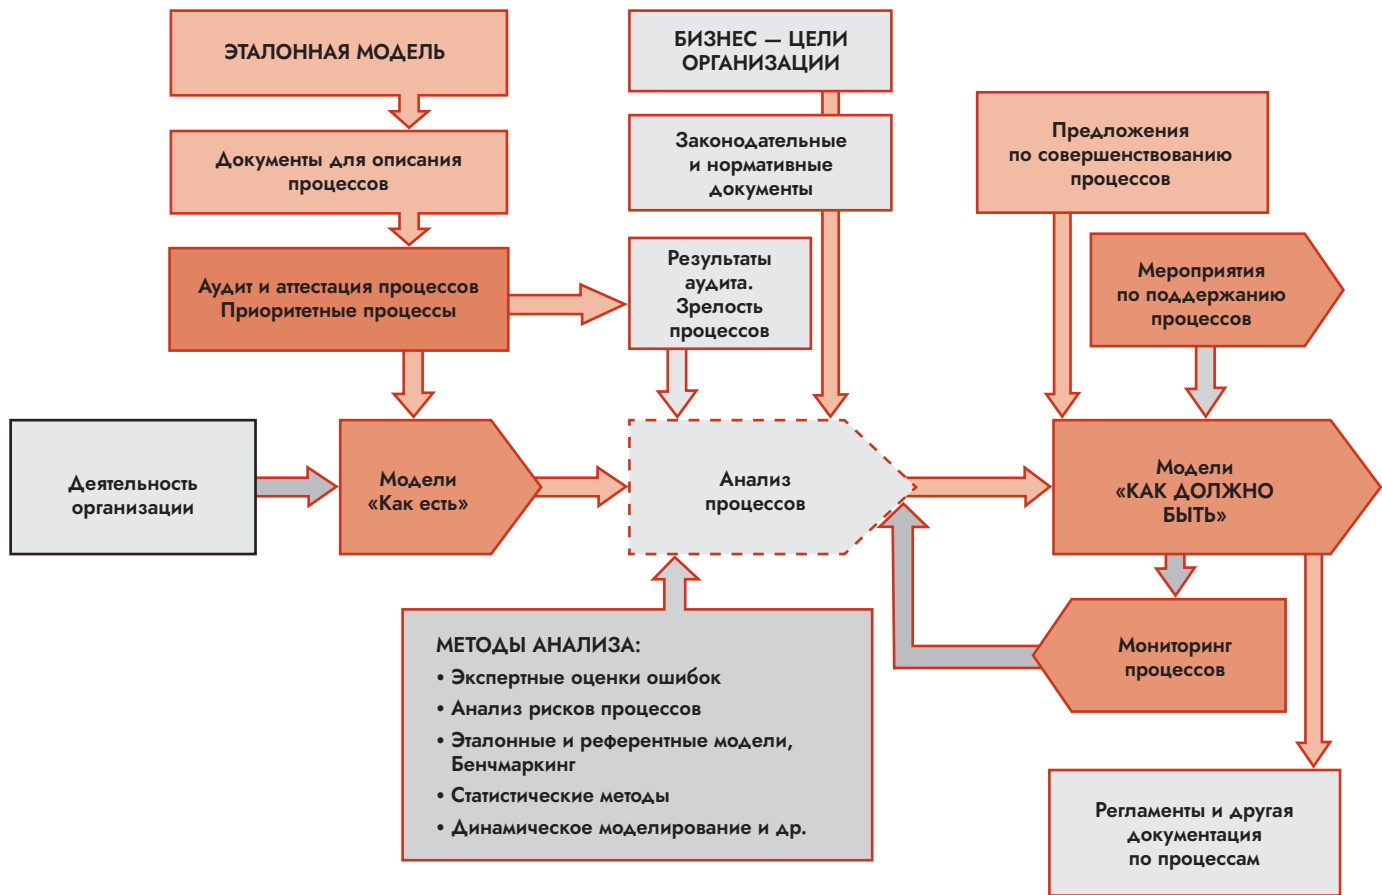 ЭТАЛОННАЯ МОДЕЛЬ
Документы для описания
процессов
Аудит и аттестация процессов
Приоритетные процессы
БИЗНЕС — ЦЕЛИ
ОРГАНИЗАЦИИ
Законодательные
и нормативные
документы
Результаты
аудита.
Зрелость
процессов
Предложения
по совершенствованию
процессов
Мероприятия
по поддержанию
процессов
Деятельность
организации
Модели
«Как есть»
Анализ
процессов
Модели
«КАК ДОЛЖНО
БЫТЬ»
МЕТОДЫ АНАЛИЗА:
• Экспертные оценки ошибок
• Анализ рисков процессов
• Эталонные и референтные модели,
Бенчмаркинг
• Статистические методы
• Динамическое моделирование и др.
Мониторинг
процессов
Регламенты и другая
документация
по процессам